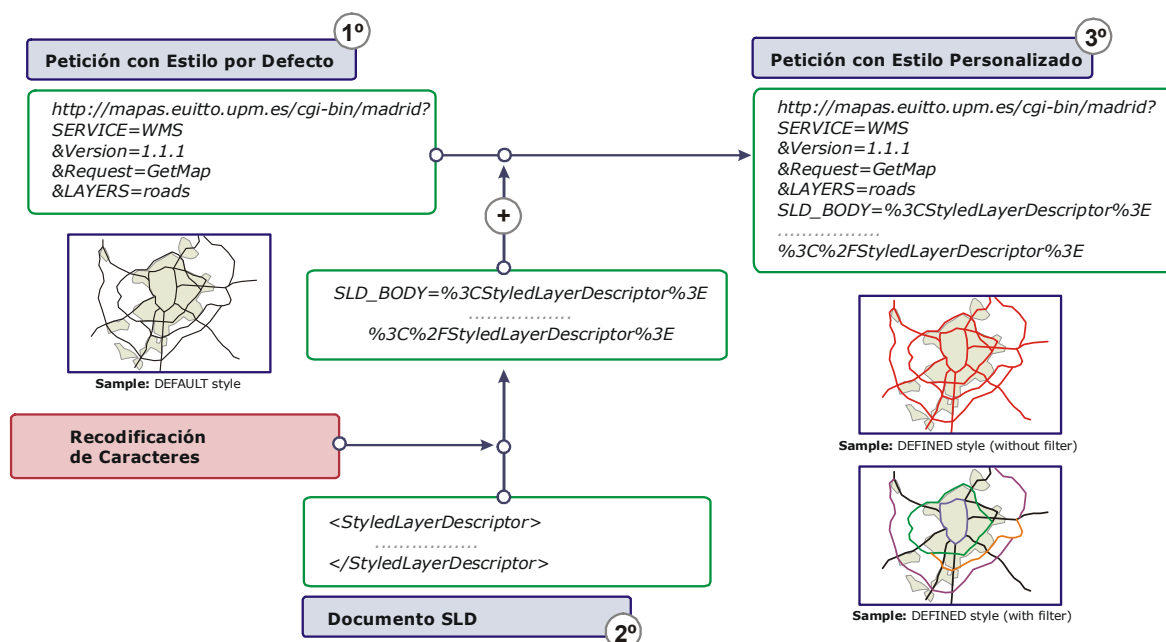 1º
Petición con Estilo por Defecto
http://mapas.euitto.upm.es/cgi-bin/madrid?
SERVICE=WMS
&Version=1.1.1
&Request=GetMap
&LAYERS=roads
Sample: DEFAULT style
+
SLD_BODY=%3CStyledLayerDescriptor%3E
..................
%3C%2FStyledLayerDescriptor%3E
Recodificación
de Caracteres
<StyledLayerDescriptor>
..................
</StyledLayerDescriptor>
Documento SLD
2º
3º
Petición con Estilo Personalizado
http://mapas.euitto.upm.es/cgi-bin/madrid?
SERVICE=WMS
&Version=1.1.1
&Request=GetMap
&LAYERS=roads
SLD_BODY=%3CStyledLayerDescriptor%3E
..................
%3C%2FStyledLayerDescriptor%3E
Sample: DEFINED style (without filter)
Sample: DEFINED style (with filter)